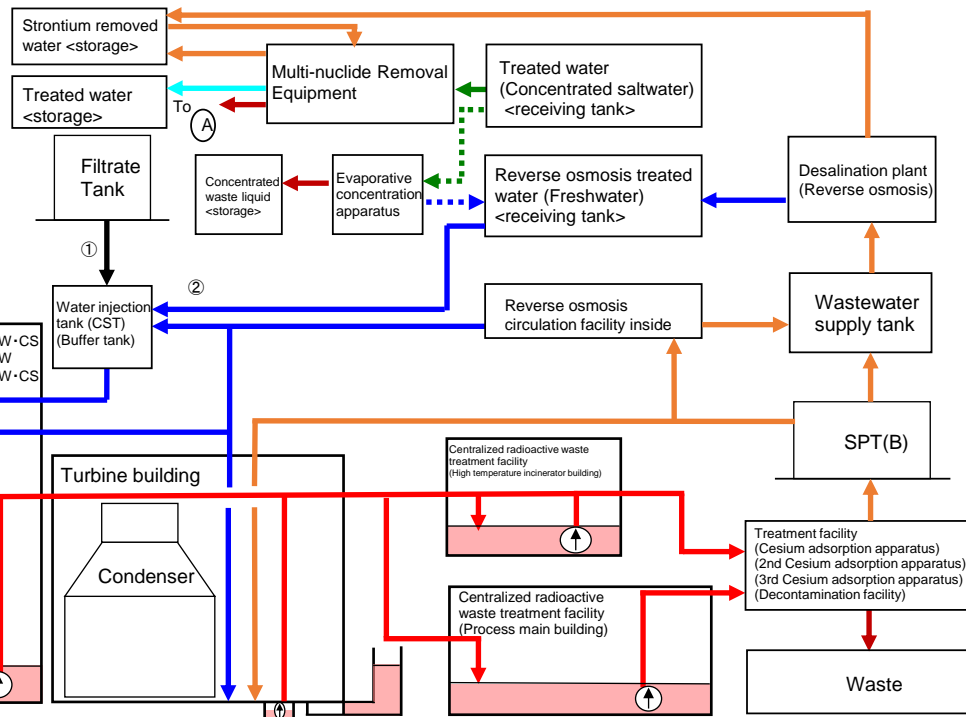 Strontium removed
water <storage>
Treated water
<storage>
To
A
Multi-nuclide Removal
Equipment
Treated water
(Concentrated saltwater)
<receiving tank>
Filtrate
Tank
Concentrated
waste liquid
<storage>
Evaporative
concentration
apparatus
Reverse osmosis treated
water (Freshwater)
<receiving tank>
Desalination plant
(Reverse osmosis)
①
②
Water injection
tank (CST)
(Buffer tank)
Reverse osmosis
circulation facility inside
Wastewater
supply tank
W・CS
W
W・CS
SPT(B)
Turbine building
Condenser
Centralized radioactive waste
treatment facility
(High temperature incinerator building)
Treatment facility
(Cesium adsorption apparatus)
(2nd Cesium adsorption apparatus)
(3rd Cesium adsorption apparatus)
(Decontamination facility)
Centralized radioactive
waste treatment facility
(Process main building)
Waste